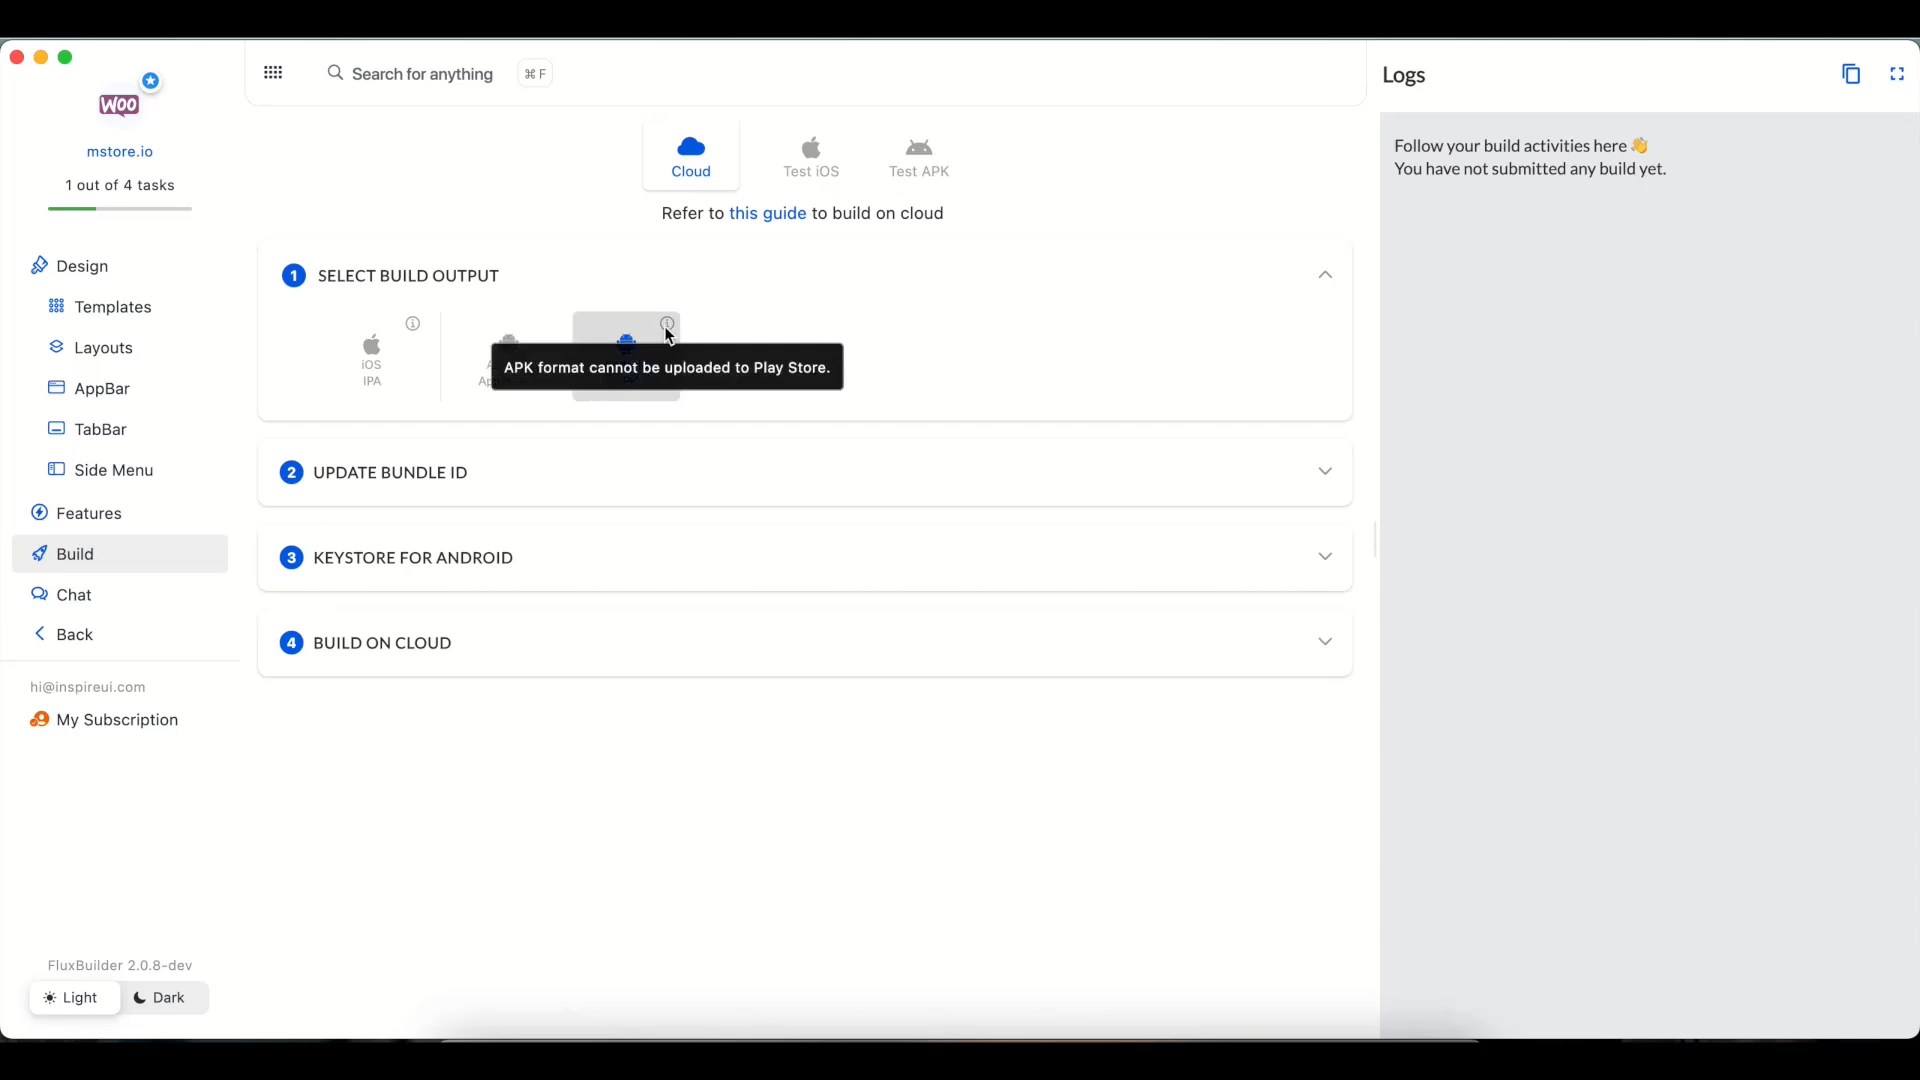 WOO
mstore.io
1 out of 4 tasks
Design
Templates
Layouts
AppBar
TabBar
Side Menu
Features
Build
Chat
Back
hi@inspireui.com
My Subscription
FluxBuilder 2.0.8-dev
Light
Dark
Search for anything
⌘ F
Cloud
Test iOS
Test APK
Refer to this guide to build on cloud
1 SELECT BUILD OUTPUT
iOS
IPA
APK format cannot be uploaded to Play Store.
2 UPDATE BUNDLE ID
3 KEYSTORE FOR ANDROID
4 BUILD ON CLOUD
Logs
Follow your build activities here 👋
You have not submitted any build yet.